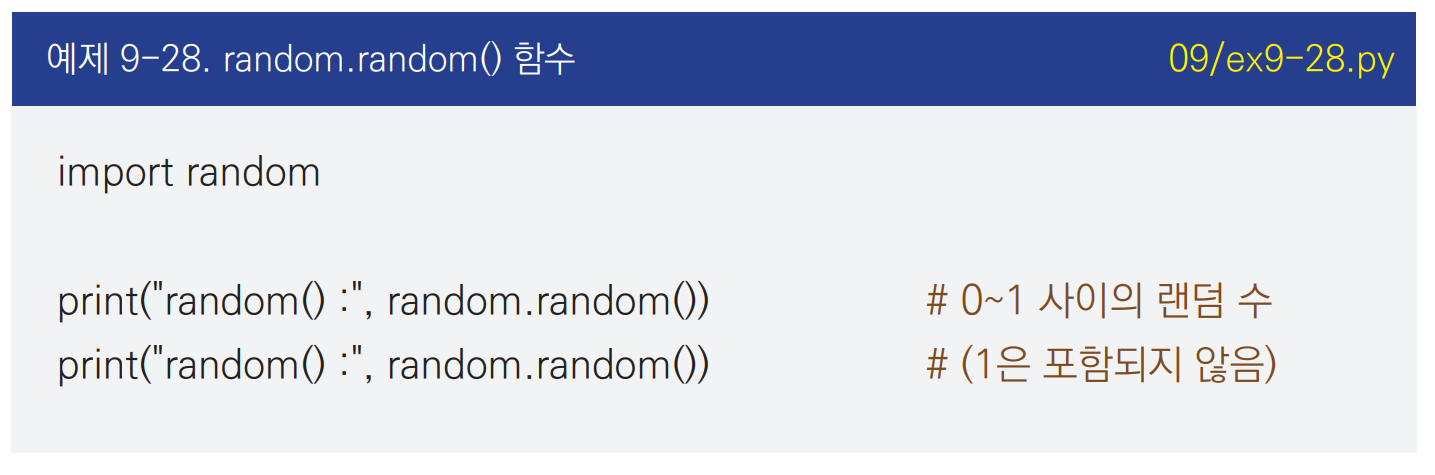 예제 9-28. random.random() 함수 09/ex9-28.py
import random
print("random() :", random.random()) # 0~1 사이의 랜덤 수
print("random() :", random.random()) # (1은 포함되지 않음)